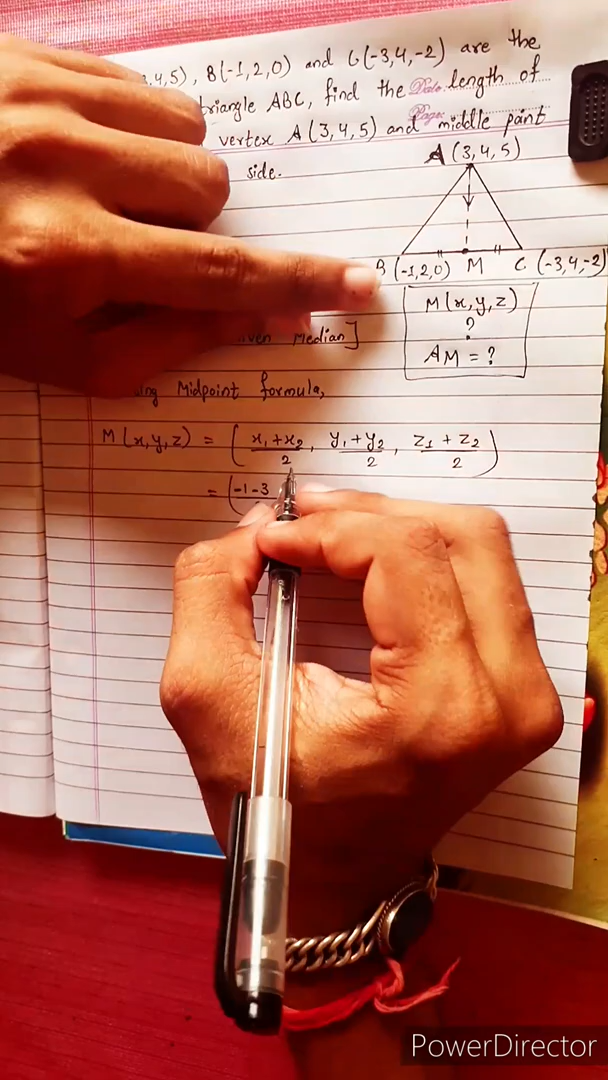 3,4,5), B(-1,2,0) and C(-3,4,-2) are the
triangle ABC, find the length of
Date:
Page:
vertex A (3,4,5) and middle point
side.
A (3,4,5)
B (-1,2,0) M C (-3,4,-2)
M(x,y,z)
?
AM = ?
Median]
Midpoint formula,
M(x,y,z) = ( x₁+x₂/2 , y₁+y₂/2 , z₁+z₂/2 )
= ( -1-3
PowerDirector